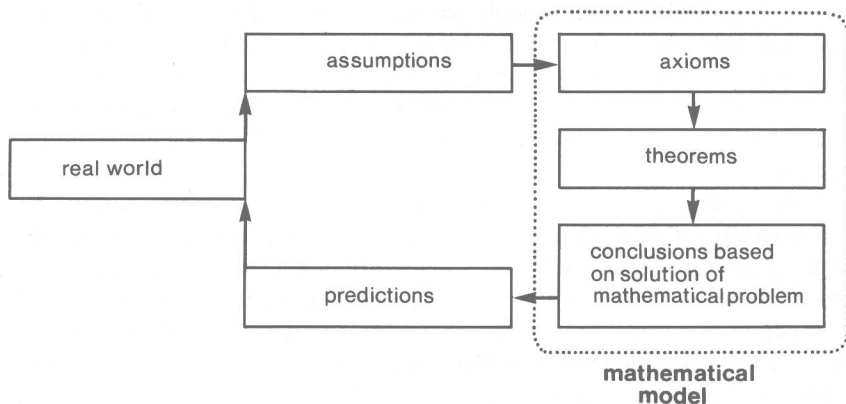 assumptions
axioms
real world
theorems
predictions
conclusions based
on solution of
mathematical problem
mathematical
model